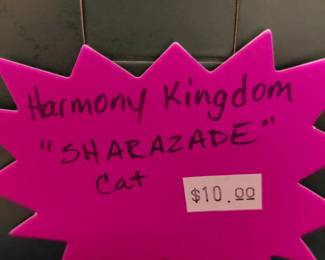 Harmony Kingdom
"SHARAZADE"
Cat
$10.00